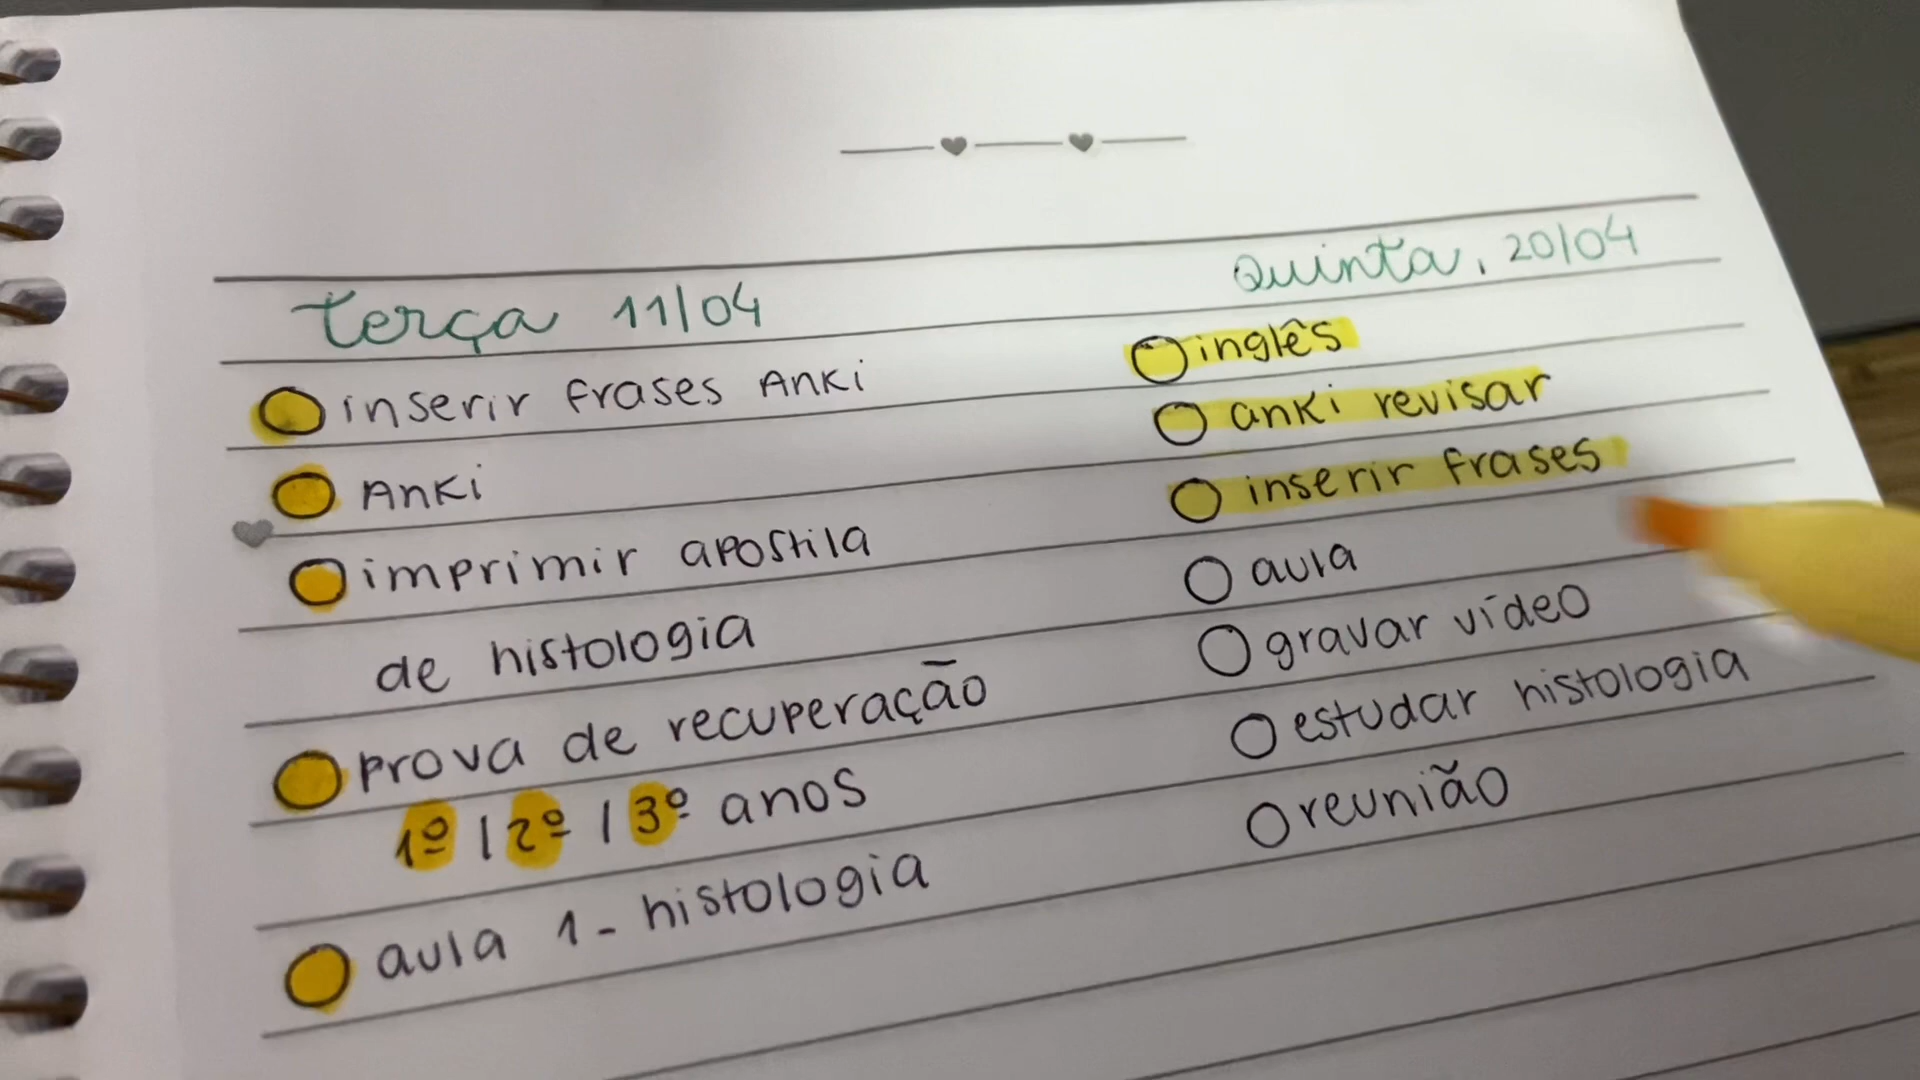 terça 11/04
inserir frases Anki
Anki
imprimir apostila
de histologia
prova de recuperação
1º | 2º | 3º anos
aula 1 - histologia
Quinta, 20/04
inglês
anki revisar
inserir frases
aula
gravar vídeo
estudar histologia
reunião